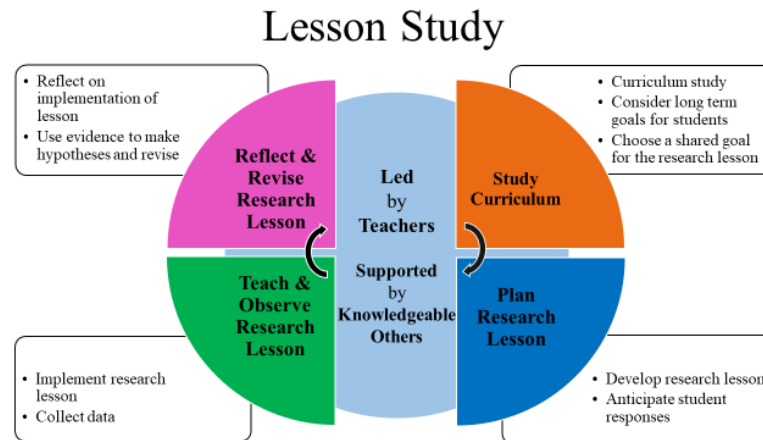 Lesson Study
• Reflect on
implementation of
lesson
• Use evidence to make
hypotheses and revise
• Curriculum study
• Consider long term
goals for students
• Choose a shared goal
for the research lesson
Reflect &
Revise
Research
Lesson
Led
by
Teachers
Study
Curriculum
Teach &
Observe
Research
Lesson
Supported
by
Knowledgeable
Others
Plan
Research
Lesson
• Implement research
lesson
• Collect data
• Develop research lesson
• Anticipate student
responses